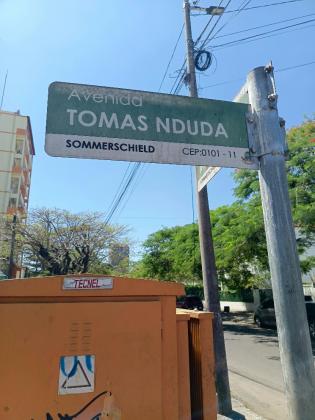 Avenida
TOMAS NDUDA
SOMMERSCHIELD CEP:0101 - 11
TECNEL